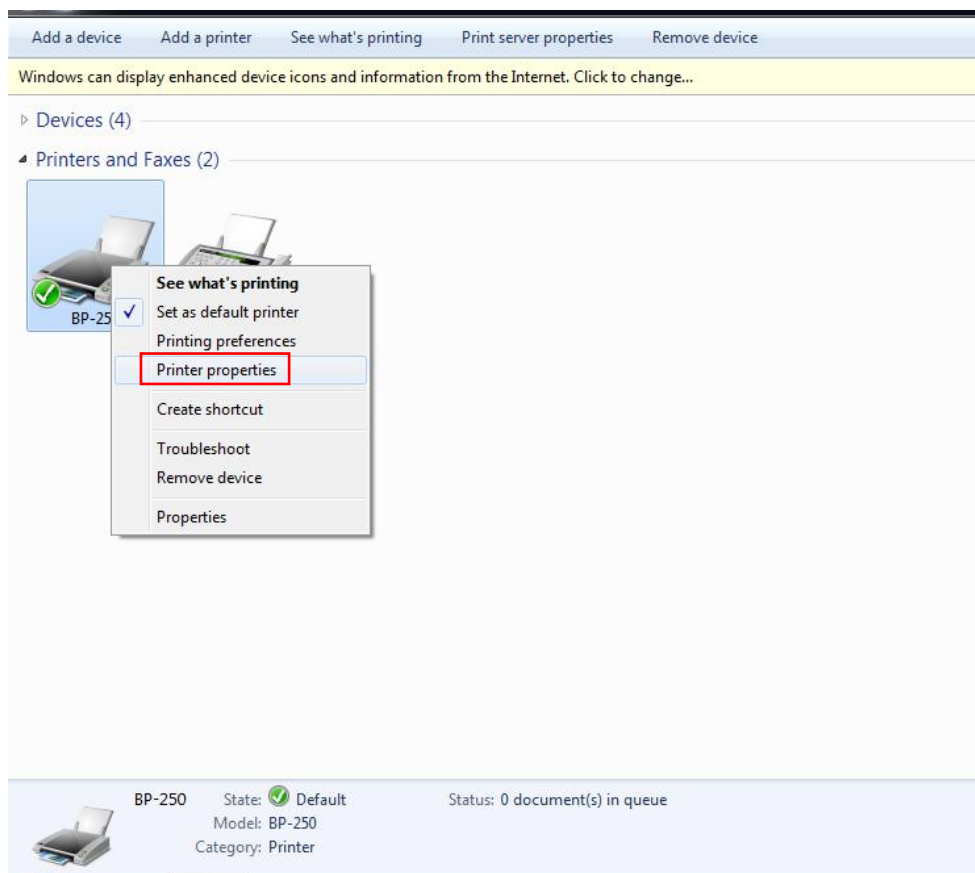 Add a device Add a printer See what's printing Print server properties Remove device
Windows can display enhanced device icons and information from the Internet. Click to change...
Devices (4)
Printers and Faxes (2)
See what's printing
BP-25 Set as default printer
Printing preferences
Printer properties
Create shortcut
Troubleshoot
Remove device
Properties
BP-250 State: Default Status: 0 document(s) in queue
Model: BP-250
Category: Printer